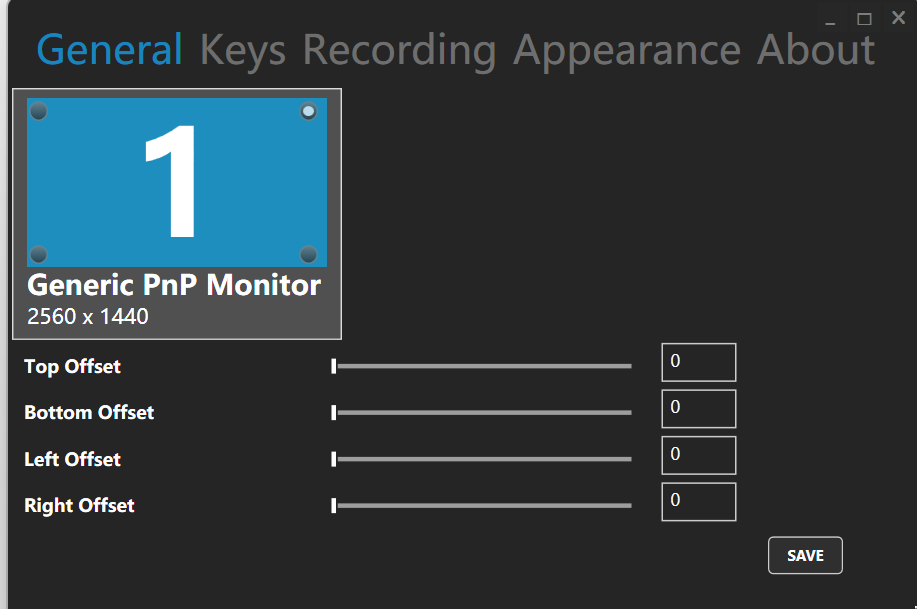 General Keys Recording Appearance About
1
Generic PnP Monitor
2560 x 1440
Top Offset 0
Bottom Offset 0
Left Offset 0
Right Offset 0
SAVE